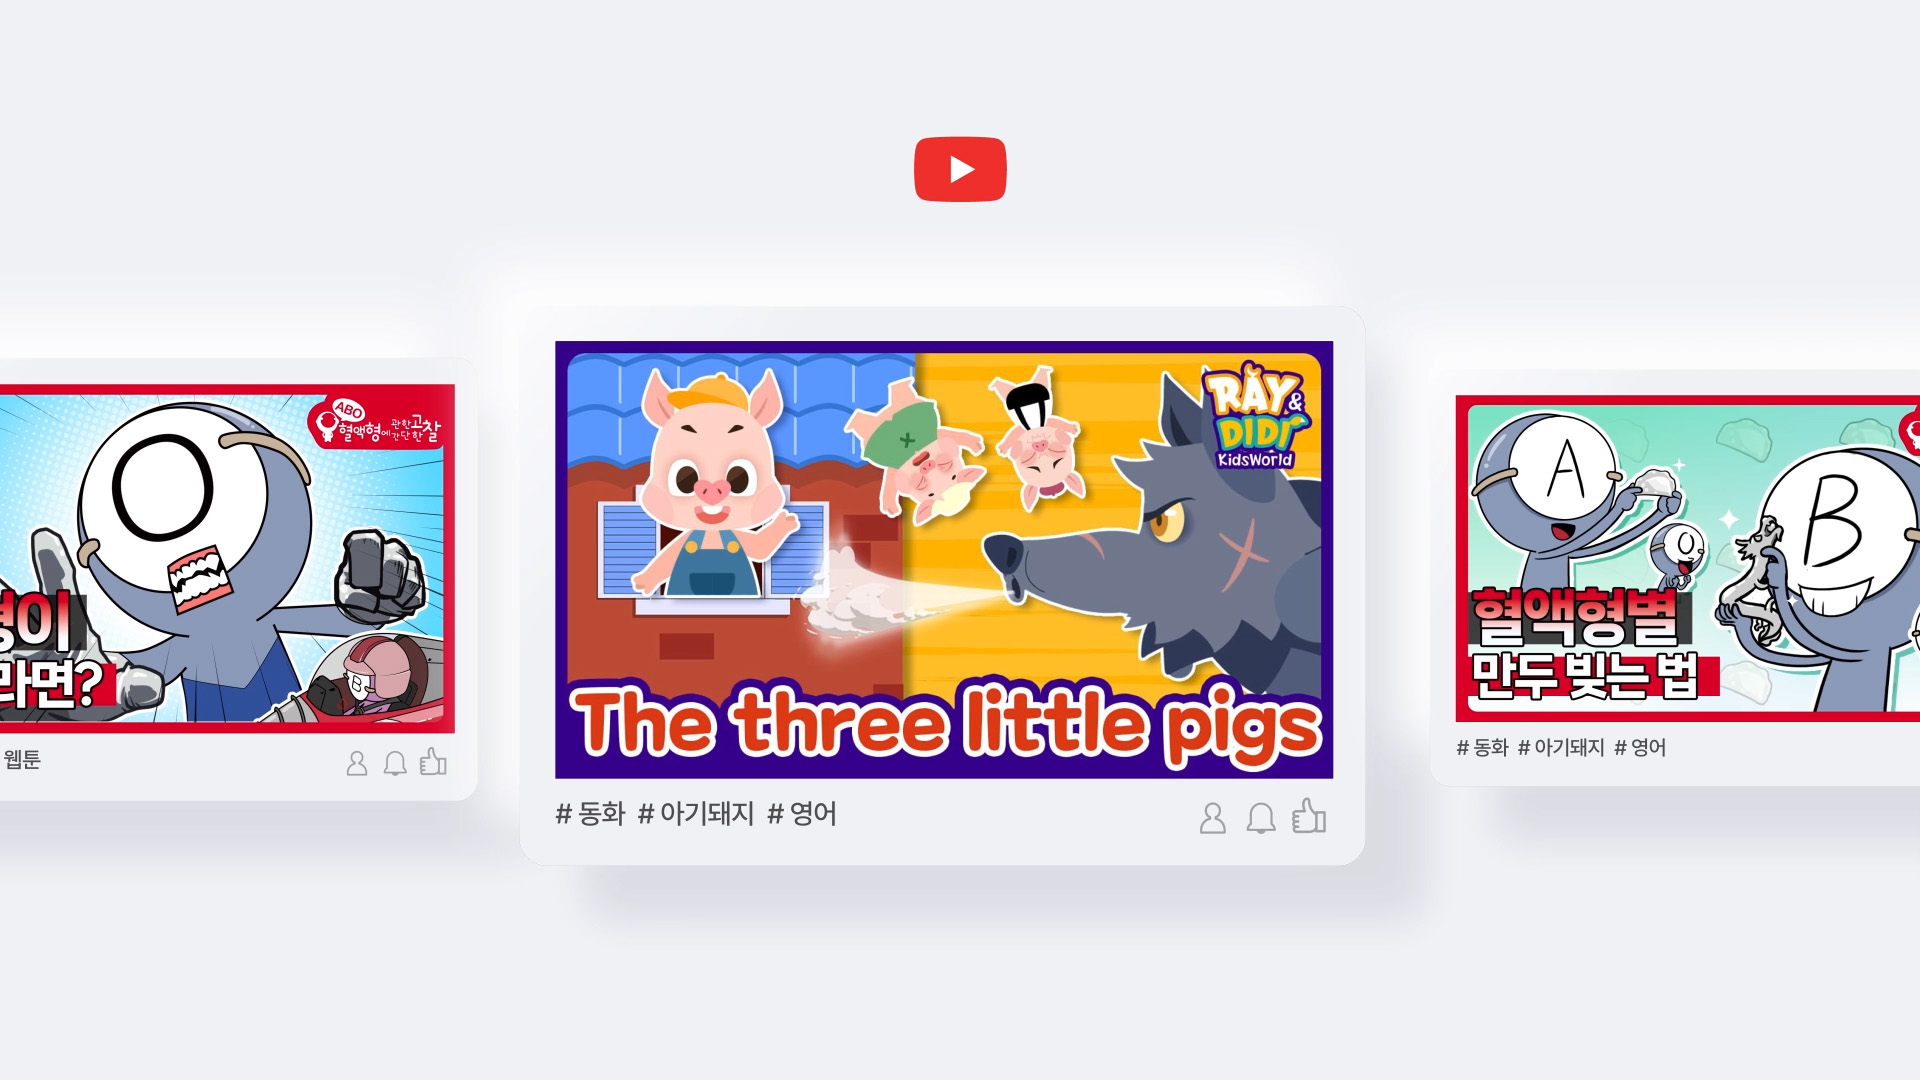 O
ABO
혈액형에 관한 고찰
간단한
형이
라면?
B
웹툰
RAY &
DIDI
KidsWorld
The three little pigs
# 동화 # 아기돼지 # 영어
A
O
B
혈액형별
만두 빚는 법
# 동화 # 아기돼지 # 영어